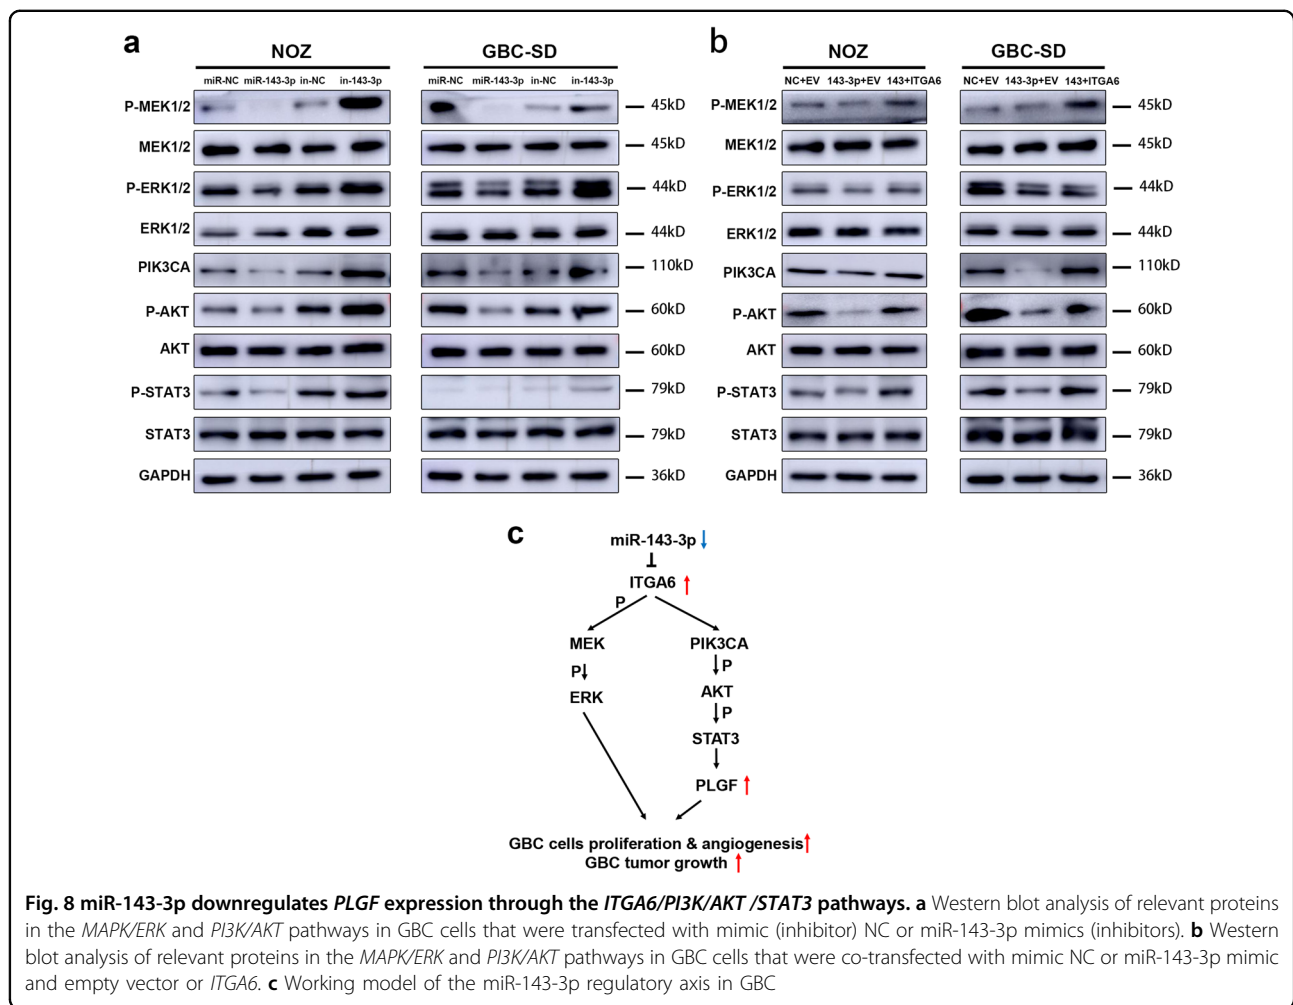 a
NOZ
GBC-SD
miR-NC miR-143-3p in-NC in-143-3p
miR-NC miR-143-3p in-NC in-143-3p
P-MEK1/2
45kD
MEK1/2
45kD
P-ERK1/2
44kD
ERK1/2
44kD
PIK3CA
110kD
P-AKT
60kD
AKT
60kD
P-STAT3
79kD
STAT3
79kD
GAPDH
36kD
b
NOZ
GBC-SD
NC+EV 143-3p+EV 143+ITGA6
NC+EV 143-3p+EV 143+ITGA6
P-MEK1/2
45kD
MEK1/2
45kD
P-ERK1/2
44kD
ERK1/2
44kD
PIK3CA
110kD
P-AKT
60kD
AKT
60kD
P-STAT3
79kD
STAT3
79kD
GAPDH
36kD
c
miR-143-3p
ITGA6
P
MEK
PIK3CA
P
P
ERK
AKT
P
STAT3
PLGF
GBC cells proliferation & angiogenesis
GBC tumor growth
Fig. 8 miR-143-3p downregulates PLGF expression through the ITGA6/PI3K/AKT /STAT3 pathways. a Western blot analysis of relevant proteins
in the MAPK/ERK and PI3K/AKT pathways in GBC cells that were transfected with mimic (inhibitor) NC or miR-143-3p mimics (inhibitors). b Western
blot analysis of relevant proteins in the MAPK/ERK and PI3K/AKT pathways in GBC cells that were co-transfected with mimic NC or miR-143-3p mimic
and empty vector or ITGA6. c Working model of the miR-143-3p regulatory axis in GBC